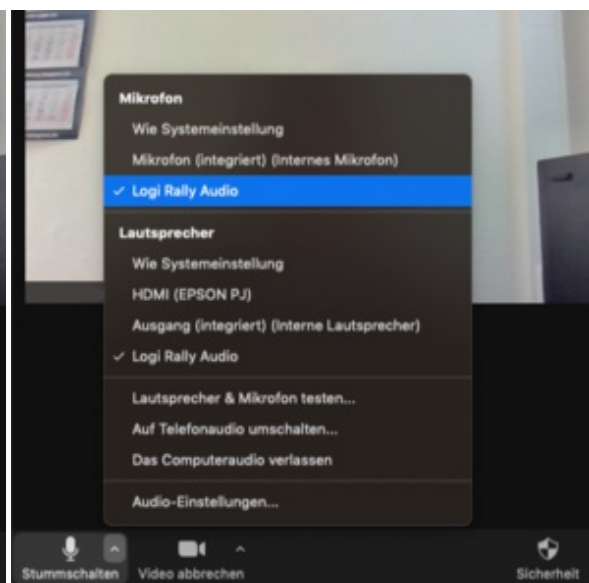 Mikrofon
Wie Systemeinstellung
Mikrofon (integriert) (Internes Mikrofon)
✓ Logi Rally Audio
Lautsprecher
Wie Systemeinstellung
HDMI (EPSON PJ)
Ausgang (integriert) (Interne Lautsprecher)
✓ Logi Rally Audio
Lautsprecher & Mikrofon testen...
Auf Telefonaudio umschalten...
Das Computeraudio verlassen
Audio-Einstellungen...
Stummschalten Video abbrechen Sicherheit